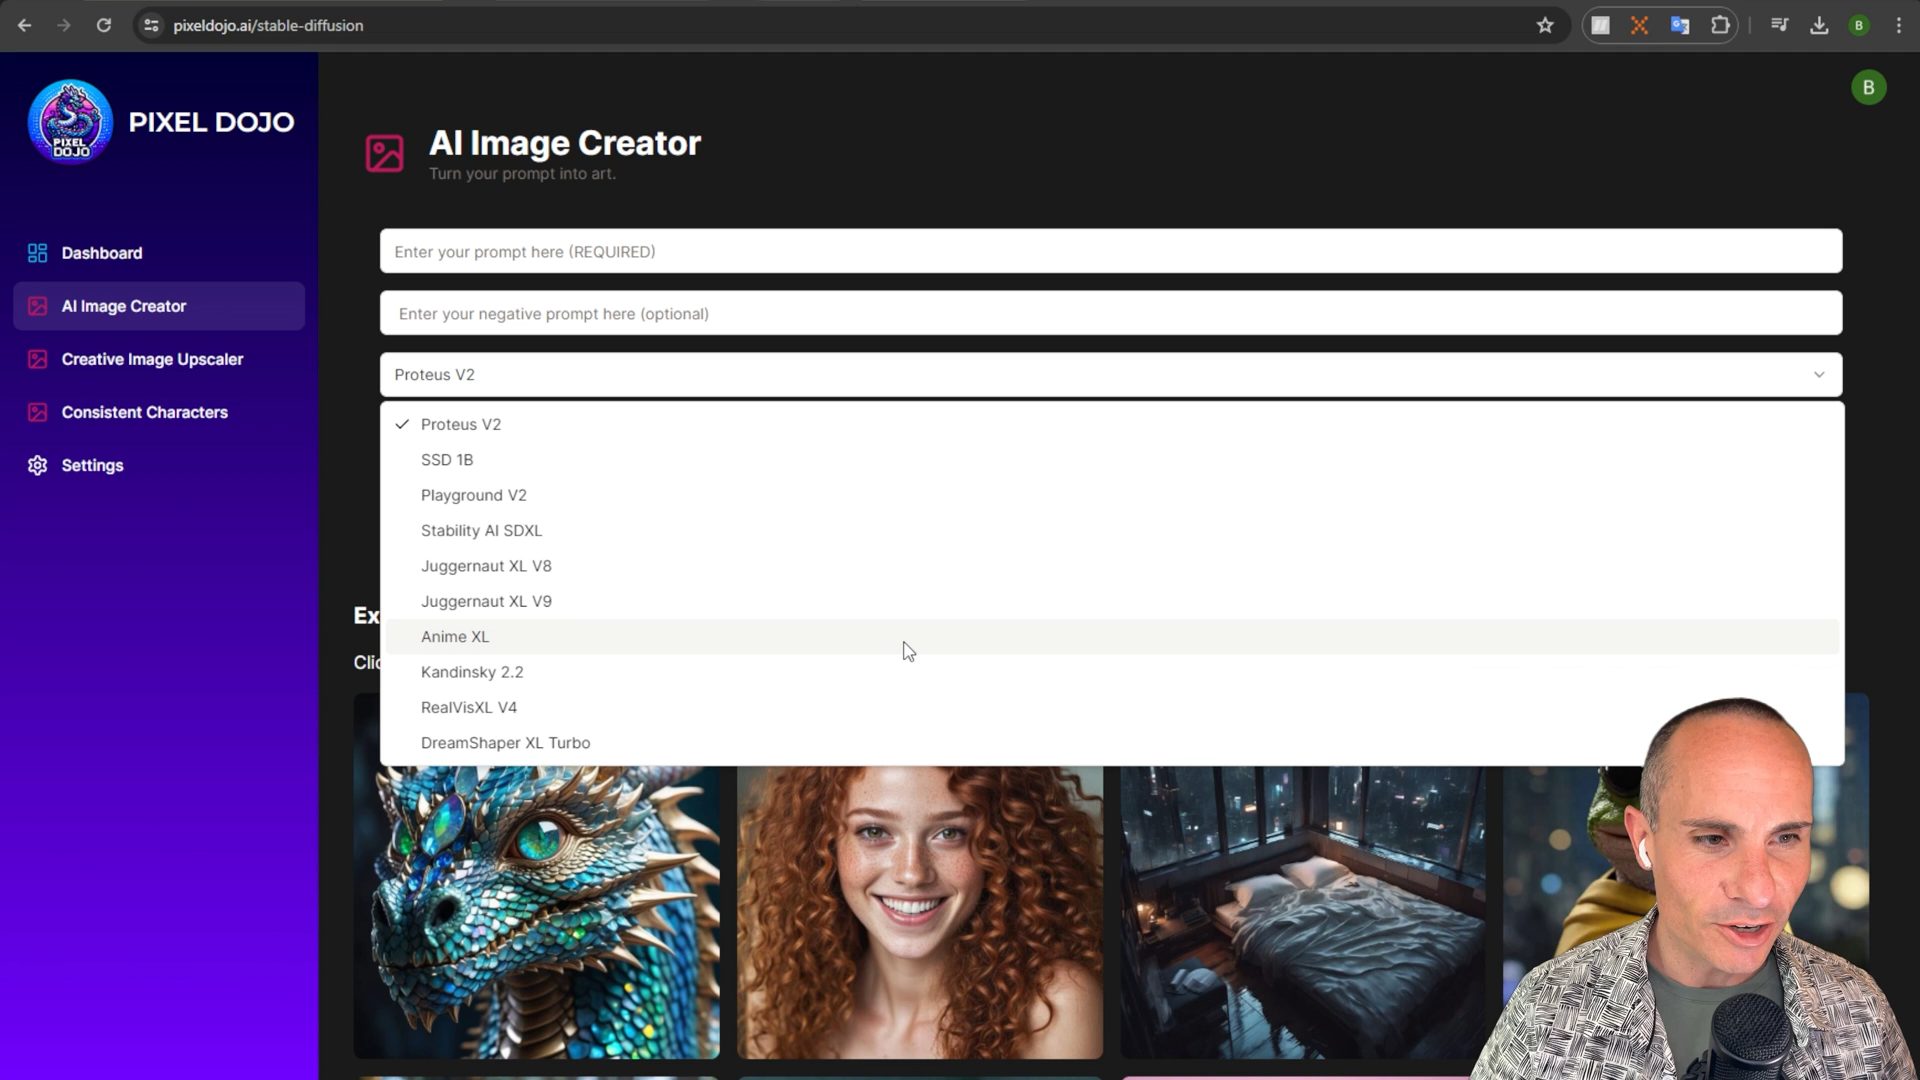 pixeldojo.ai/stable-diffusion
B
PIXEL DOJO
PIXEL DOJO
B
AI Image Creator
Turn your prompt into art.
Dashboard
AI Image Creator
Creative Image Upscaler
Consistent Characters
Settings
Enter your prompt here (REQUIRED)
Enter your negative prompt here (optional)
Proteus V2
Proteus V2
SSD 1B
Playground V2
Stability AI SDXL
Juggernaut XL V8
Juggernaut XL V9
Anime XL
Kandinsky 2.2
RealVisXL V4
DreamShaper XL Turbo
Ex
Clic